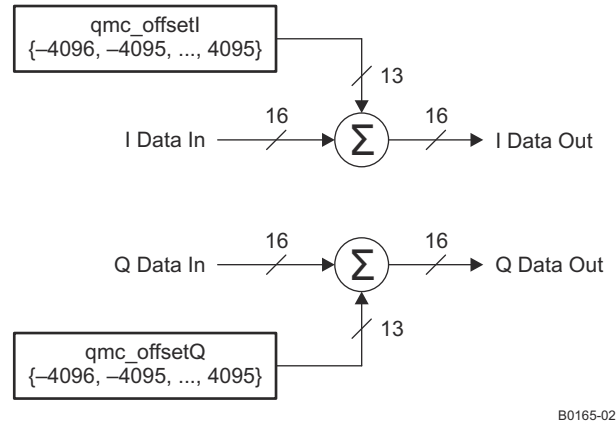 qmc_offsetI
{–4096, –4095, ..., 4095}
13
I Data In
16
Σ
16
I Data Out
Q Data In
16
Σ
16
Q Data Out
13
qmc_offsetQ
{–4096, –4095, ..., 4095}
B0165-02